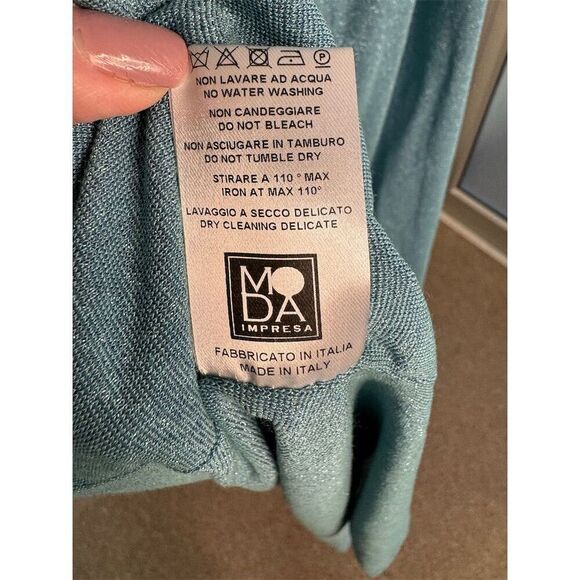 NON LAVARE AD ACQUA
NO WATER WASHING
NON CANDEGGIARE
DO NOT BLEACH
NON ASCIUGARE IN TAMBURO
DO NOT TUMBLE DRY
STIRARE A 110 ° MAX
IRON AT MAX 110°
LAVAGGIO A SECCO DELICATO
DRY CLEANING DELICATE
MODA
IMPRESA
FABBRICATO IN ITALIA
MADE IN ITALY